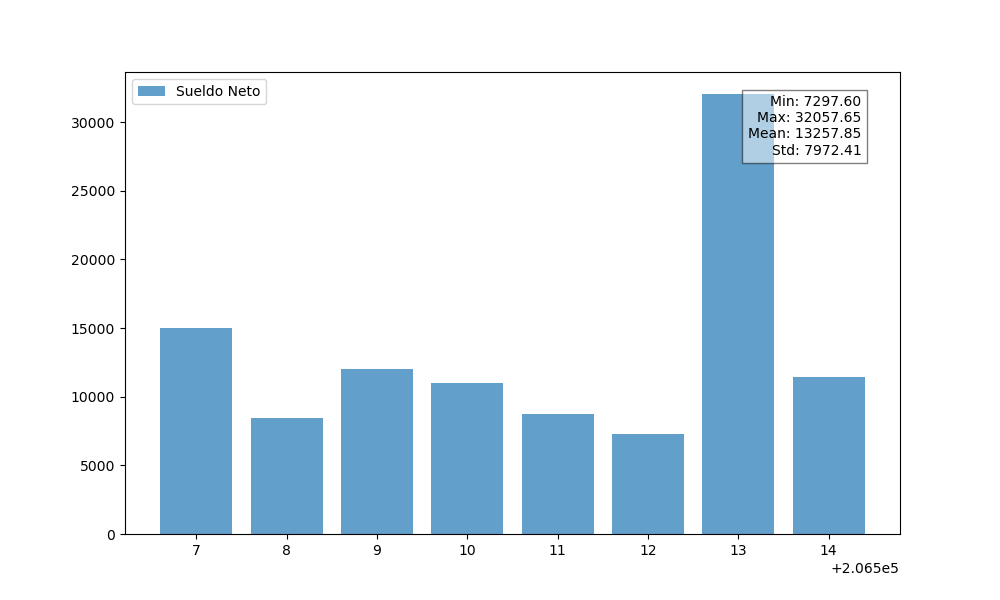 Sueldo Neto
Min: 7297.60
Max: 32057.65
Mean: 13257.85
Std: 7972.41
30000
25000
20000
15000
10000
5000
0
7 8 9 10 11 12 13 14
+2.065e5